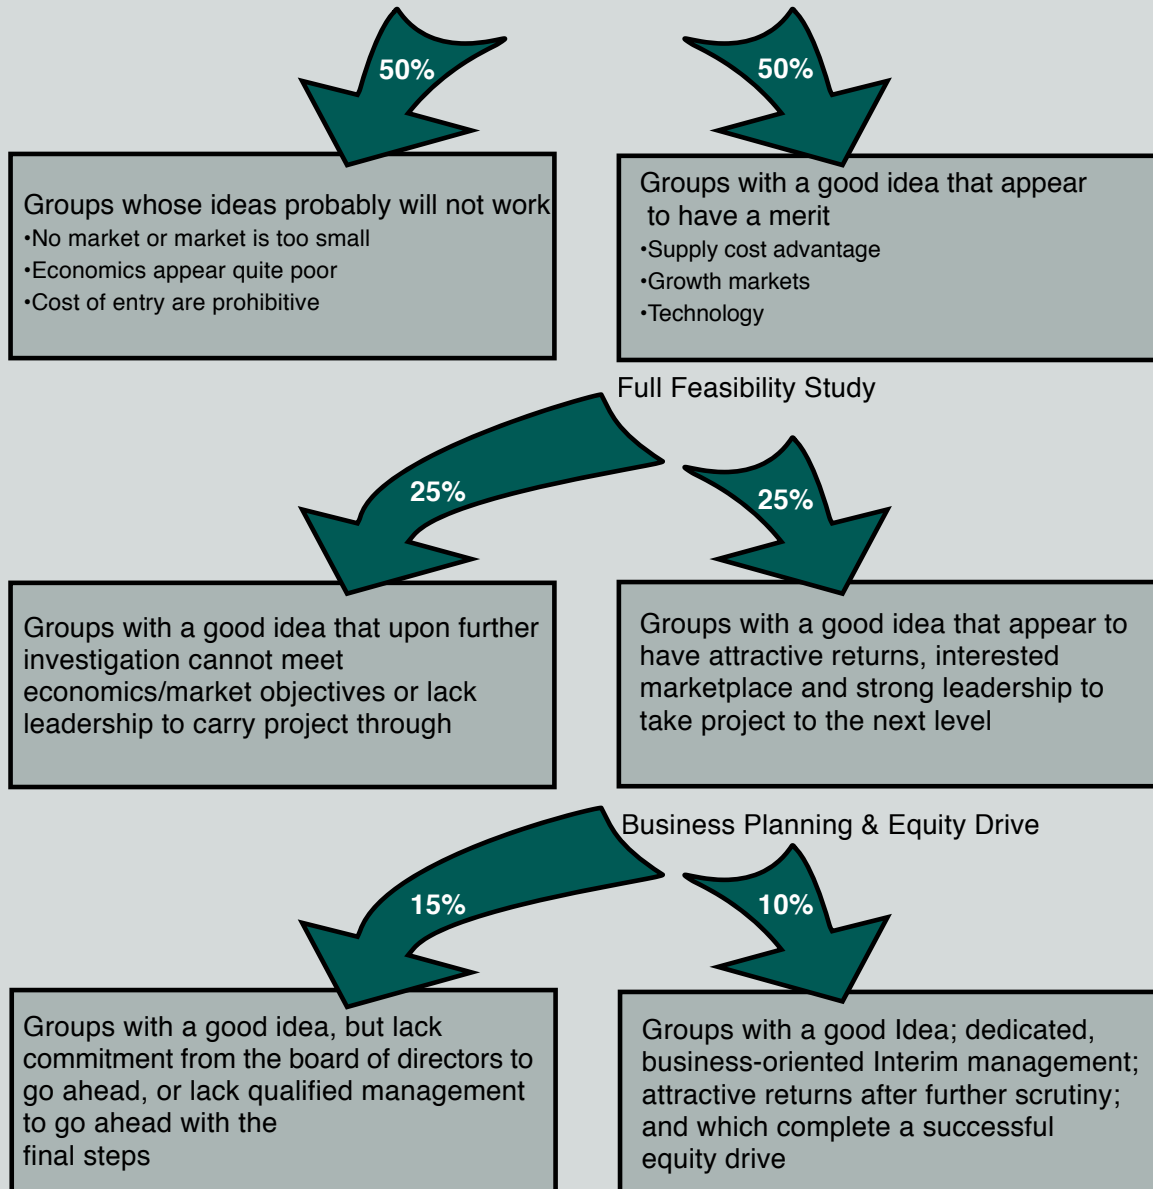 50%
50%
Groups whose ideas probably will not work
•No market or market is too small
•Economics appear quite poor
•Cost of entry are prohibitive
Groups with a good idea that appear
to have a merit
•Supply cost advantage
•Growth markets
•Technology
Full Feasibility Study
25%
25%
Groups with a good idea that upon further
investigation cannot meet
economics/market objectives or lack
leadership to carry project through
Groups with a good idea that appear to
have attractive returns, interested
marketplace and strong leadership to
take project to the next level
Business Planning & Equity Drive
15%
10%
Groups with a good idea, but lack
commitment from the board of directors to
go ahead, or lack qualified management
to go ahead with the
final steps
Groups with a good Idea; dedicated,
business-oriented Interim management;
attractive returns after further scrutiny;
and which complete a successful
equity drive